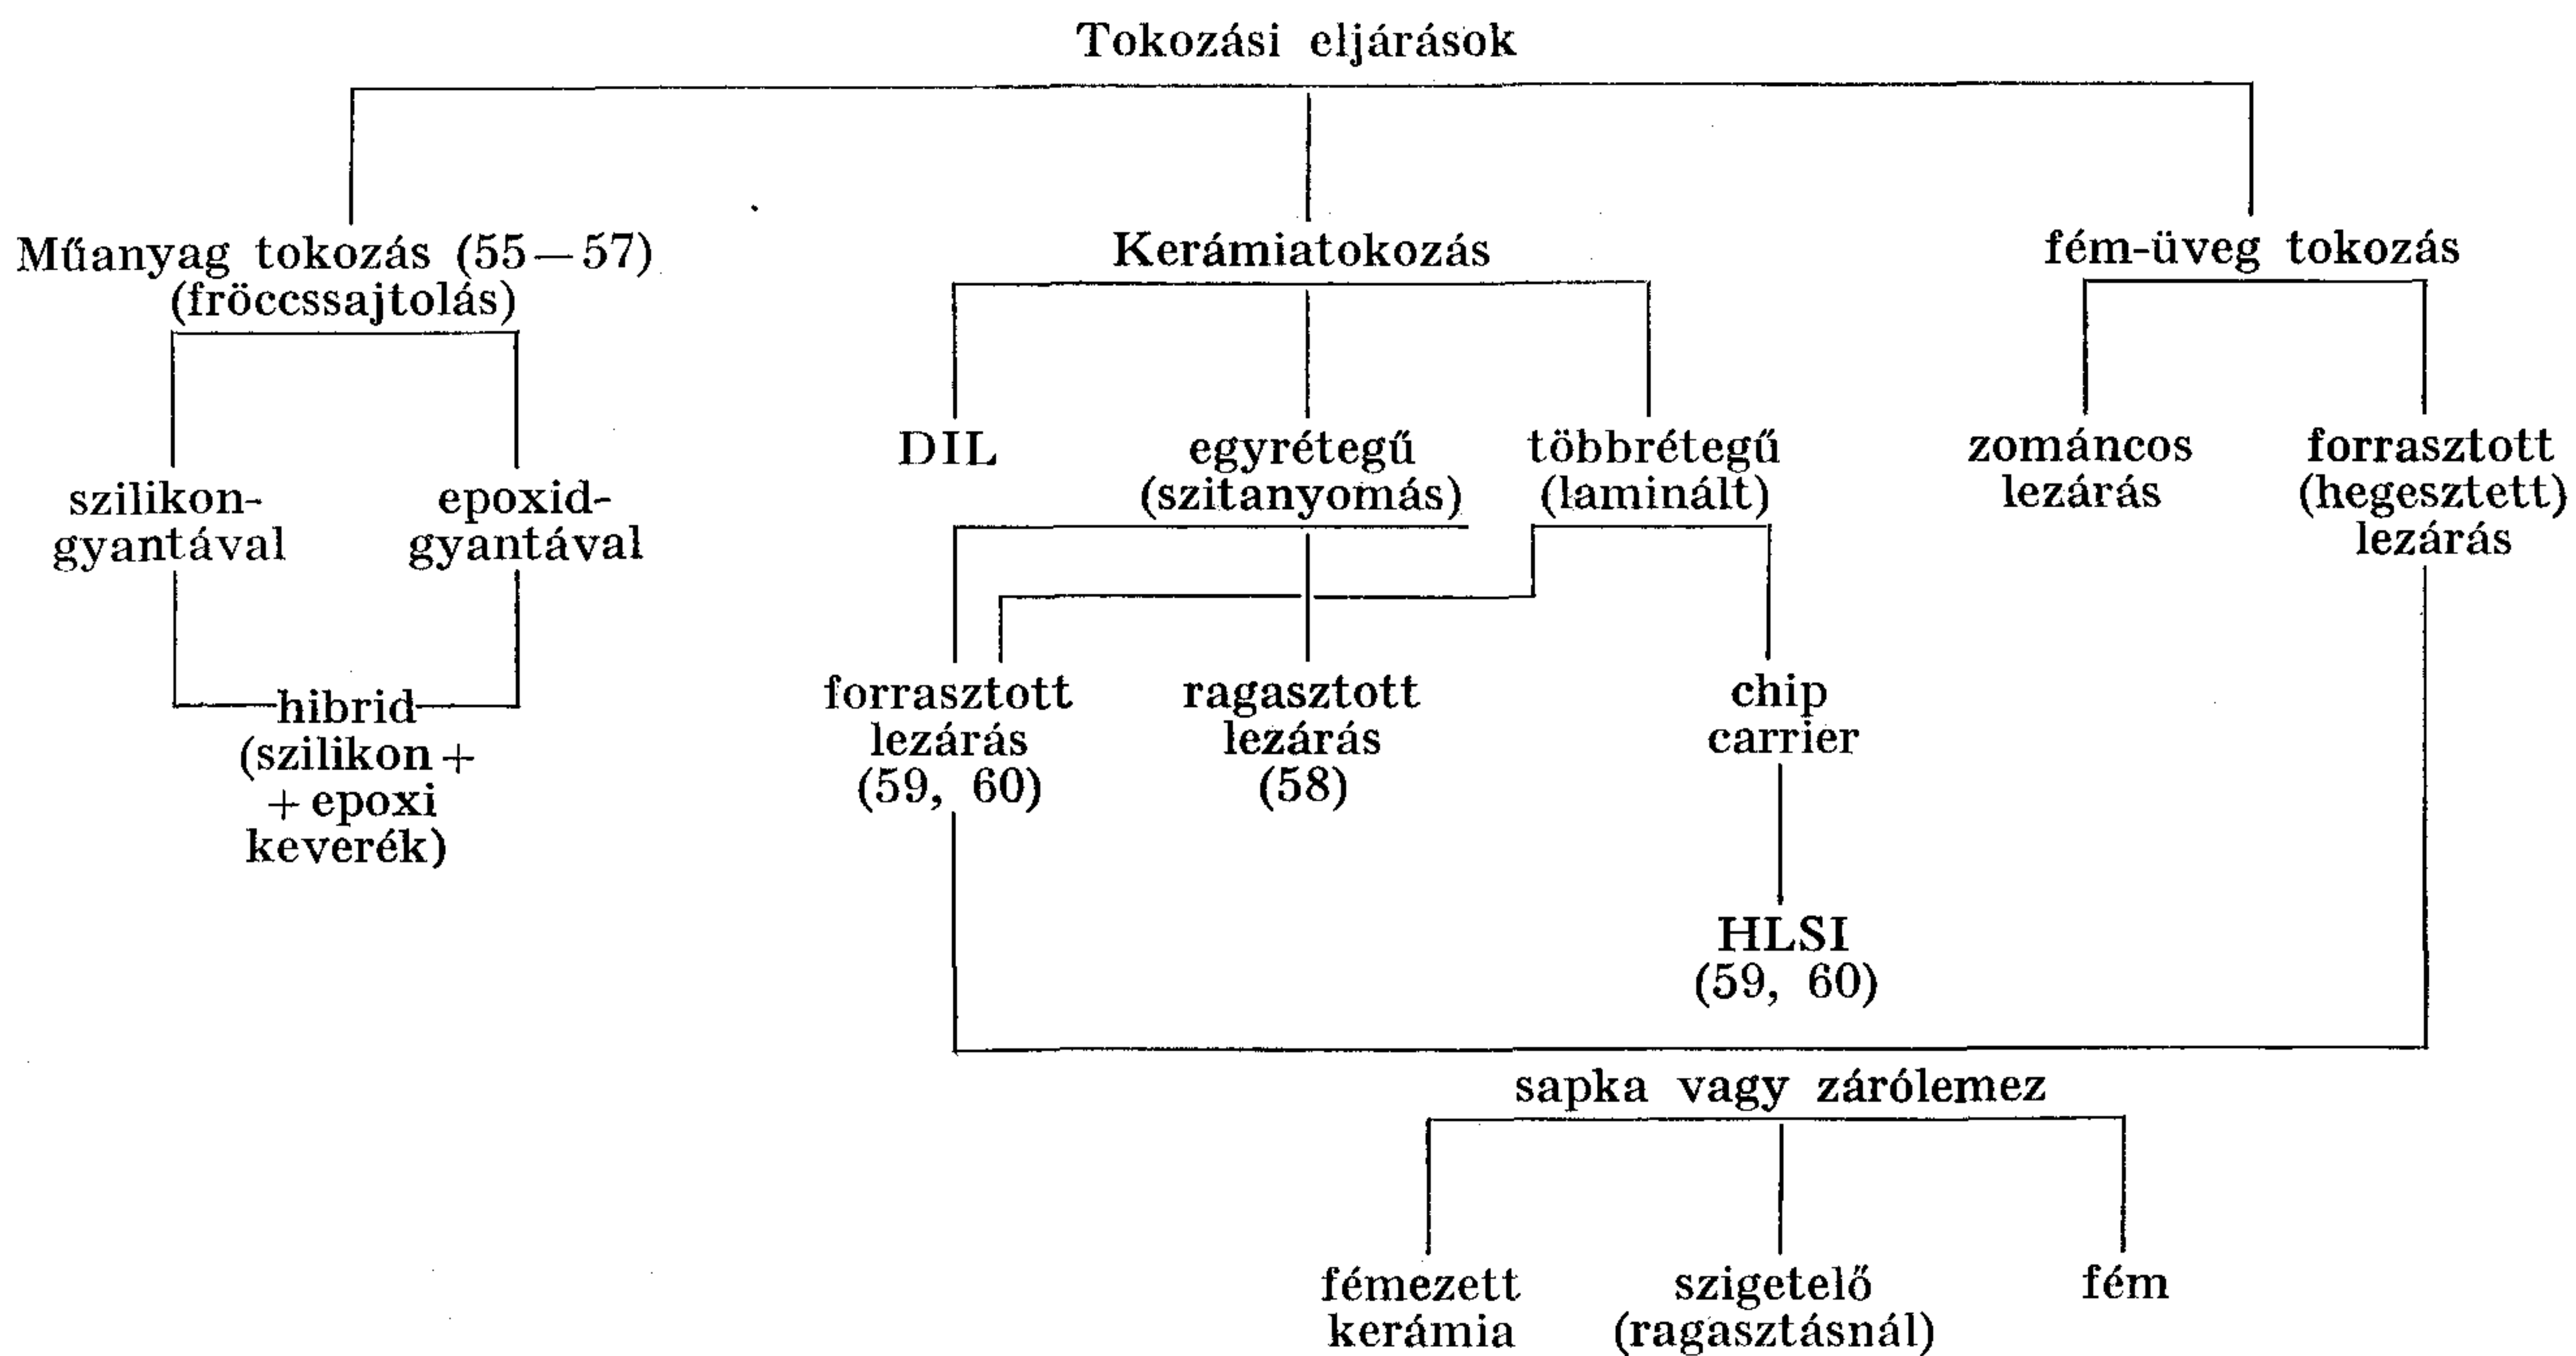 Tokozási eljárások
Műanyag tokozás (55—57)
(fröccssajtolás)
Kerámiatokozás
fém-üveg tokozás
szilikon-
gyantával
epoxid-
gyantával
hibrid
(szilikon +
+ epoxi
keverék)
DIL
egyrétegű
(szitanyomás)
többrétegű
(laminált)
zománcos
lezárás
forrasztott
(hegesztett)
lezárás
forrasztott
lezárás
(59, 60)
ragasztott
lezárás
(58)
chip
carrier
HLSI
(59, 60)
sapka vagy zárólemez
fémezett
kerámia
szigetelő
(ragasztásnál)
fém